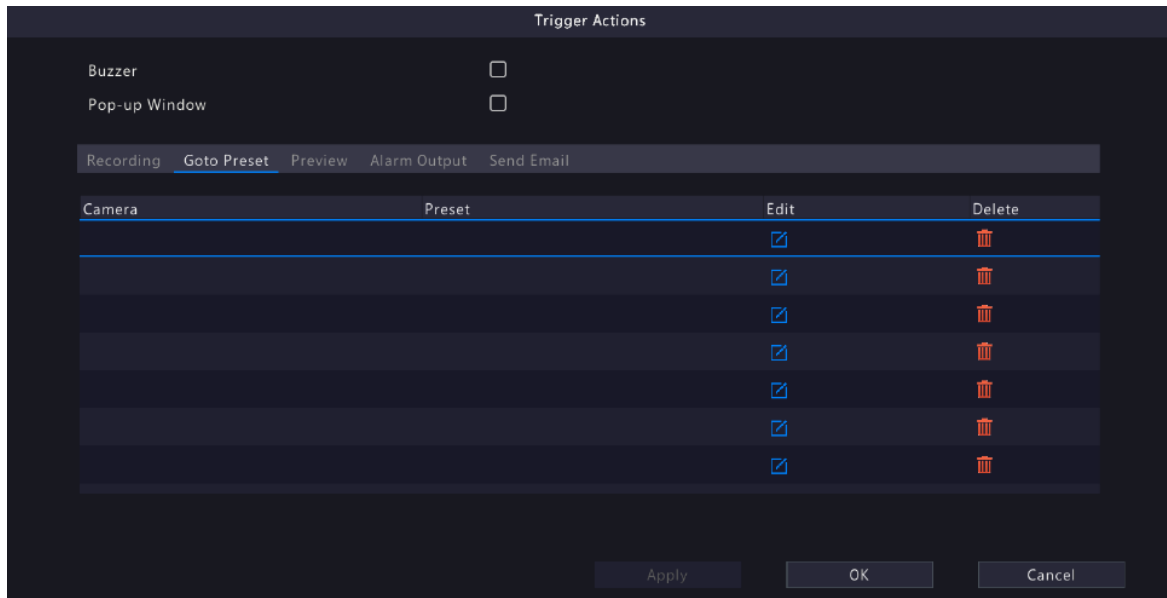 Trigger Actions
Buzzer
Pop-up Window
Recording Goto Preset Preview Alarm Output Send Email
Camera Preset Edit Delete
Apply OK Cancel